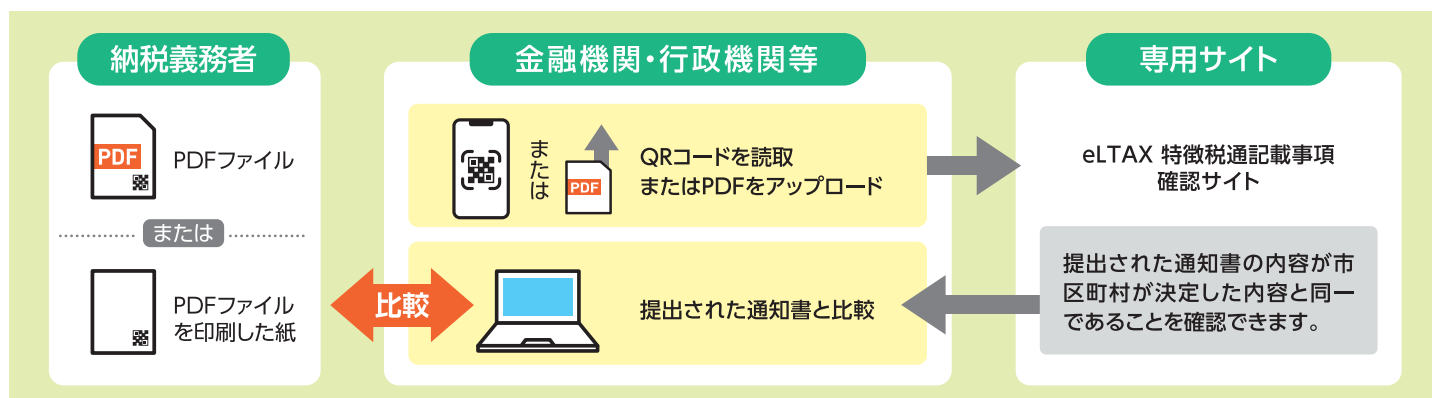 納税義務者
PDF
PDFファイル
または
PDFファイル
を印刷した紙
比較
金融機関・行政機関等
または
PDF
QRコードを読取
またはPDFをアップロード
提出された通知書と比較
専用サイト
eLTAX 特徴税通記載事項
確認サイト
提出された通知書の内容が市
区町村が決定した内容と同一
であることを確認できます。